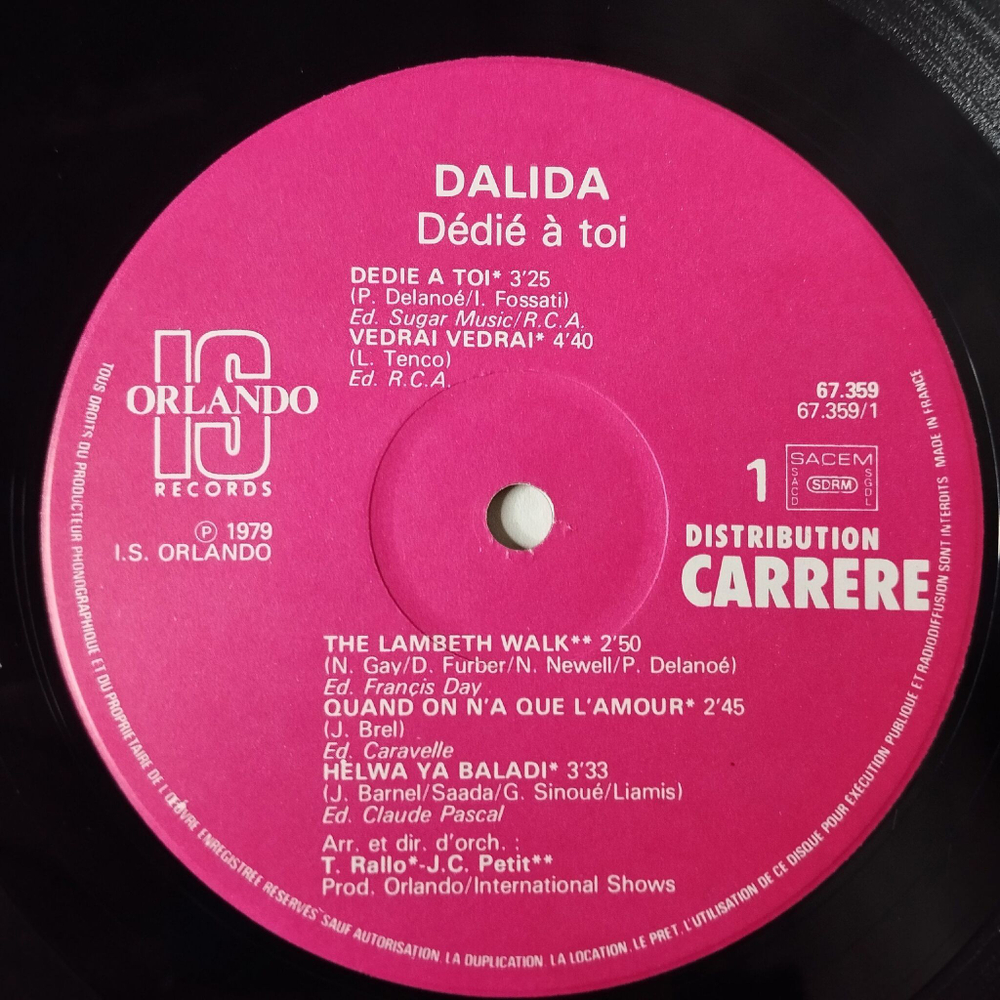 DALIDA
Dédié à toi
DEDIE A TOI* 3'25
(P. Delanoé/I. Fossati)
Ed. Sugar Music/R.C.A.
VEDRAI VEDRAI* 4'40
(L. Tenco)
Ed. R.C.A.
IS
ORLANDO
RECORDS
℗ 1979
I.S. ORLANDO
67.359
67.359/1
1
SACEM
SACD
SDRM
SGDL
DISTRIBUTION
CARRERE
THE LAMBETH WALK** 2'50
(N. Gay/D. Furber/N. Newell/P. Delanoé)
Ed. Francis Day
QUAND ON N'A QUE L'AMOUR* 2'45
(J. Brel)
Ed. Caravelle
HELWA YA BALADI* 3'33
(J. Barnel/Saada/G. Sinoué/Liamis)
Ed. Claude Pascal
Arr. et dir. d'orch. :
T. Rallo*-J.C. Petit**
Prod. Orlando/International Shows
TOUS DROITS DU PRODUCTEUR PHONOGRAPHIQUE ET DU PROPRIETAIRE DE L'ŒUVRE ENREGISTREE RESERVES SAUF AUTORISATION. LA DUPLICATION. LA LOCATION. LE PRET. L'UTILISATION DE CE DISQUE POUR EXECUTION PUBLIQUE ET RADIODIFFUSION SONT INTERDITS MADE IN FRANCE